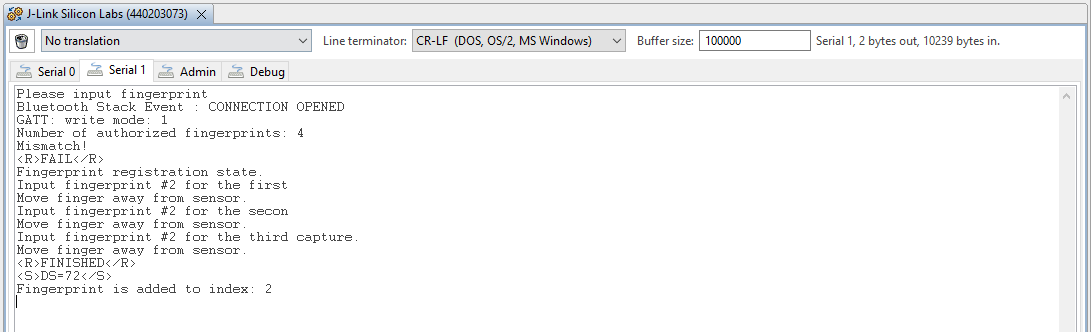 J-Link Silicon Labs (440203073)
No translation
Line terminator: CR-LF (DOS, OS/2, MS Windows)
Buffer size: 100000
Serial 1, 2 bytes out, 10239 bytes in.
Serial 0 Serial 1 Admin Debug
Please input fingerprint
Bluetooth Stack Event : CONNECTION OPENED
GATT: write mode: 1
Number of authorized fingerprints: 4
Mismatch!
<R>FAIL</R>
Fingerprint registration state.
Input fingerprint #2 for the first
Move finger away from sensor.
Input fingerprint #2 for the secon
Move finger away from sensor.
Input fingerprint #2 for the third capture.
Move finger away from sensor.
<R>FINISHED</R>
<S>DS=72</S>
Fingerprint is added to index: 2